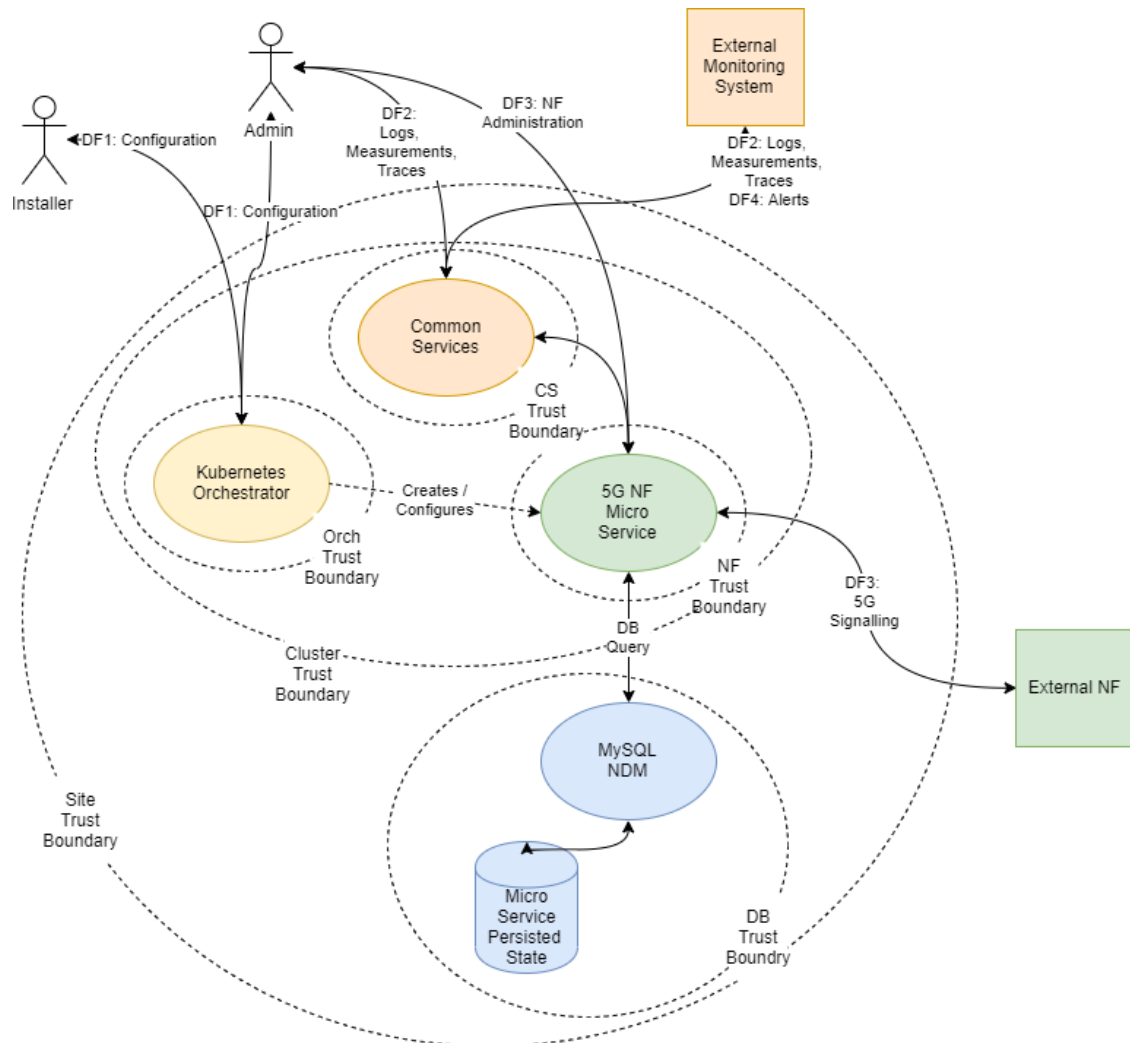 External
Monitoring
System
Admin
Installer
DF1: Configuration
DF2:
Logs,
Measurements,
Traces
DF3: NF
Administration
DF2: Logs,
Measurements,
Traces
DF4: Alerts
DF1: Configuration
Common
Services
CS
Trust
Boundary
Kubernetes
Orchestrator
Creates /
Configures
5G NF
Micro
Service
Orch
Trust
Boundary
NF
Trust
Boundary
DF3:
5G
Signalling
DB
Query
Cluster
Trust
Boundary
External NF
MySQL
NDM
Site
Trust
Boundary
Micro
Service
Persisted
State
DB
Trust
Boundry